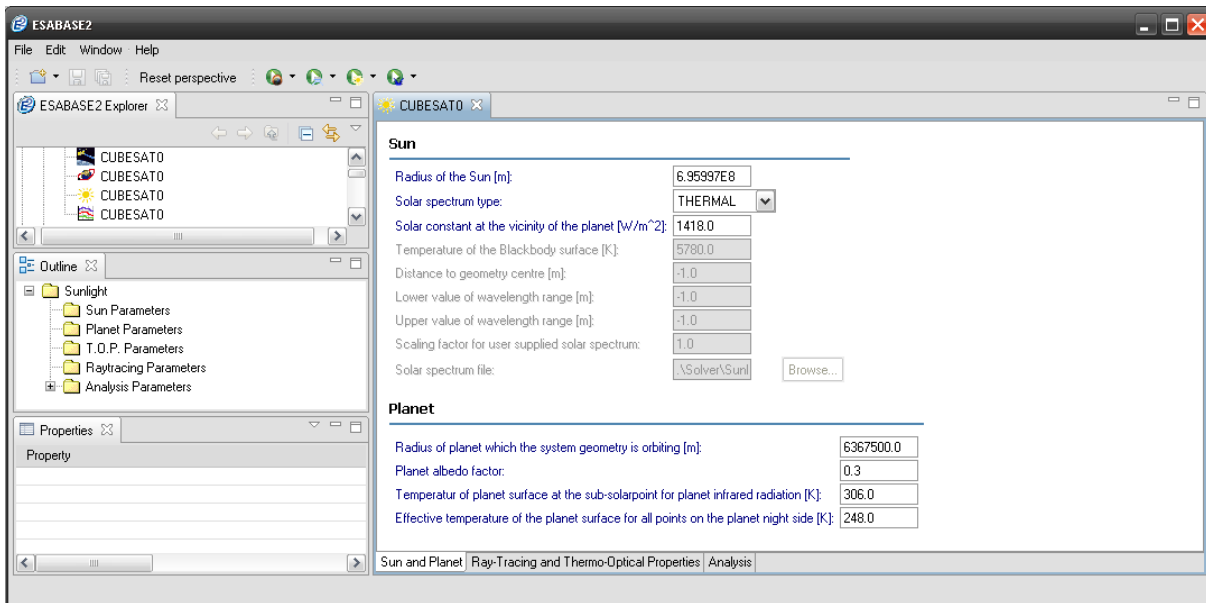 ESABASE2
File Edit Window Help
Reset perspective
ESABASE2 Explorer
CUBESAT0
CUBESAT0
CUBESAT0
CUBESAT0
Outline
Sunlight
Sun Parameters
Planet Parameters
T.O.P. Parameters
Raytracing Parameters
Analysis Parameters
Properties
Property
CUBESAT0
Sun
Radius of the Sun [m]: 6.95997E8
Solar spectrum type: THERMAL
Solar constant at the vicinity of the planet [W/m^2]: 1418.0
Temperature of the Blackbody surface [K]: 5780.0
Distance to geometry centre [m]: -1.0
Lower value of wavelength range [m]: -1.0
Upper value of wavelength range [m]: -1.0
Scaling factor for user supplied solar spectrum: 1.0
Solar spectrum file: .\Solver\Sunl Browse...
Planet
Radius of planet which the system geometry is orbiting [m]: 6367500.0
Planet albedo factor: 0.3
Temperatur of planet surface at the sub-solarpoint for planet infrared radiation [K]: 306.0
Effective temperature of the planet surface for all points on the planet night side [K]: 248.0
Sun and Planet Ray-Tracing and Thermo-Optical Properties Analysis